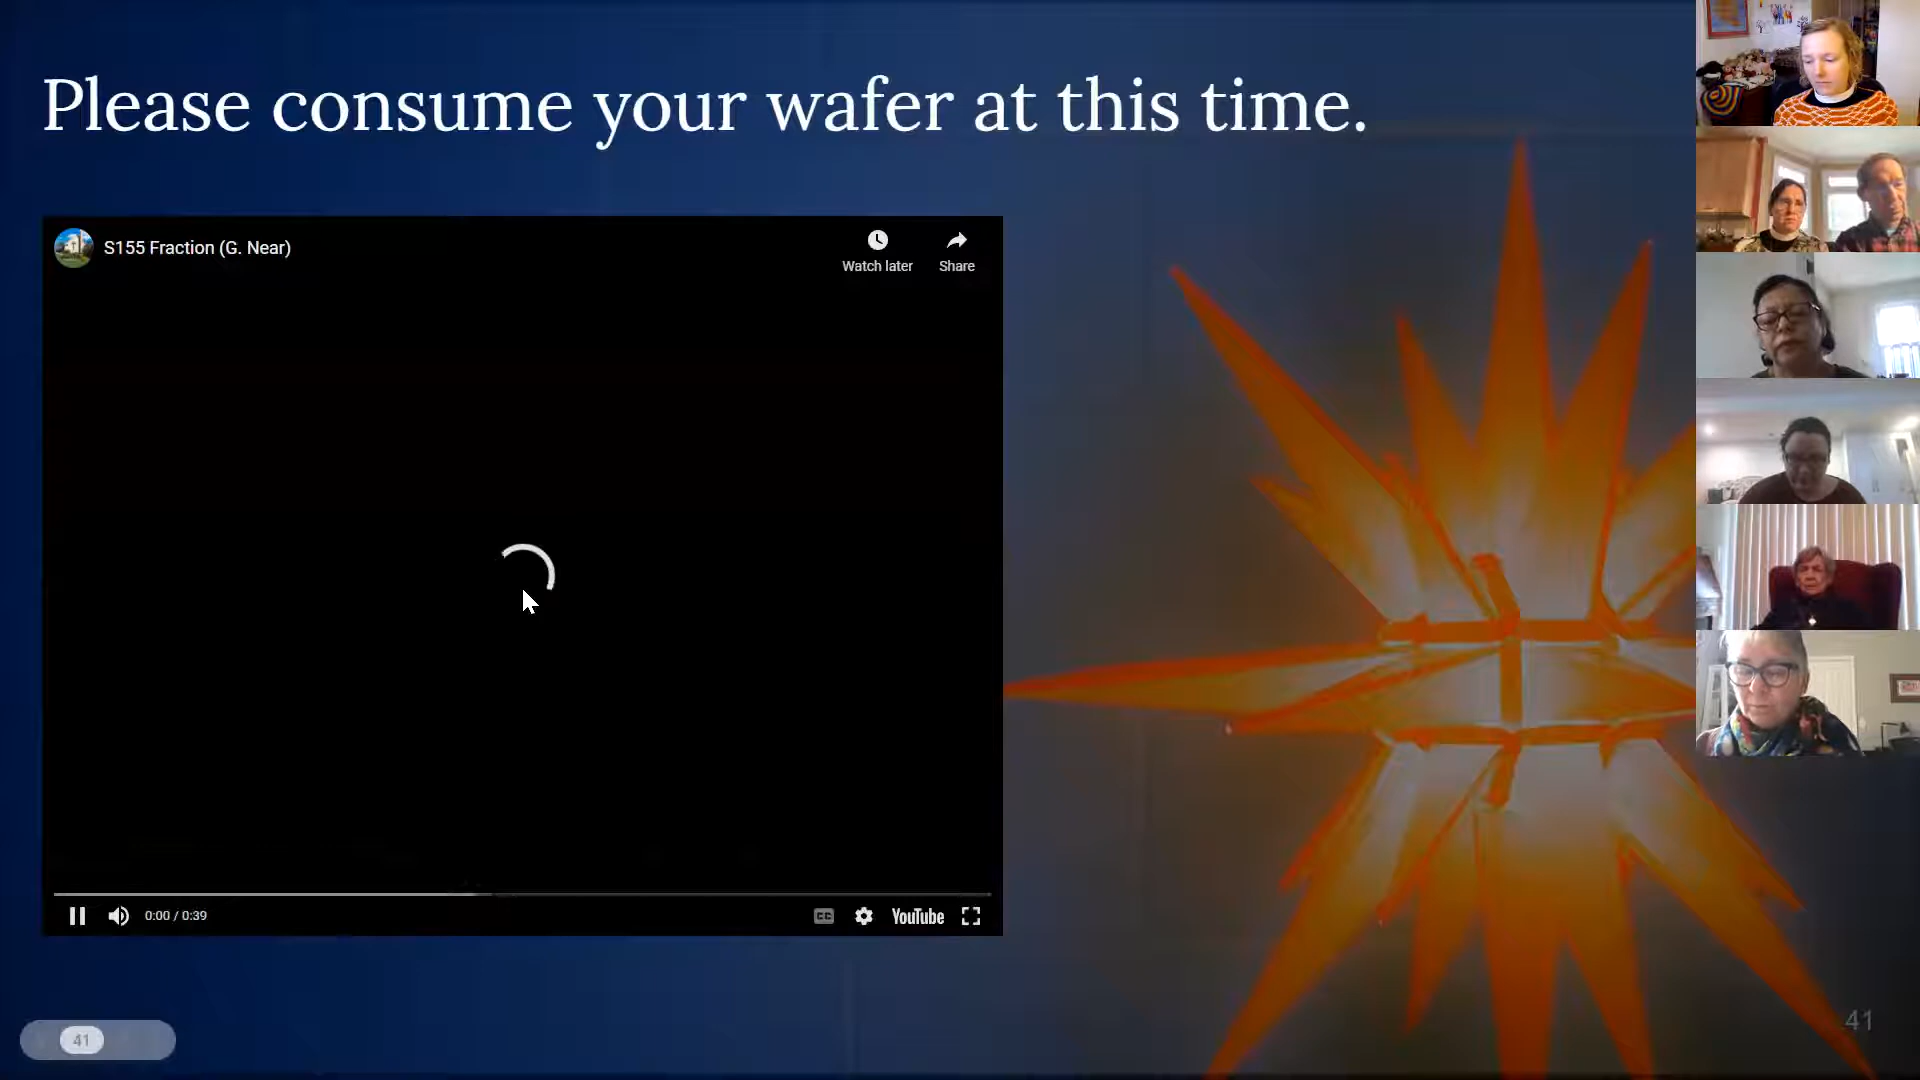 Please consume your wafer at this time.
S155 Fraction (G. Near)
Watch later
Share
0:00 / 0:39
CC
YouTube
41
41